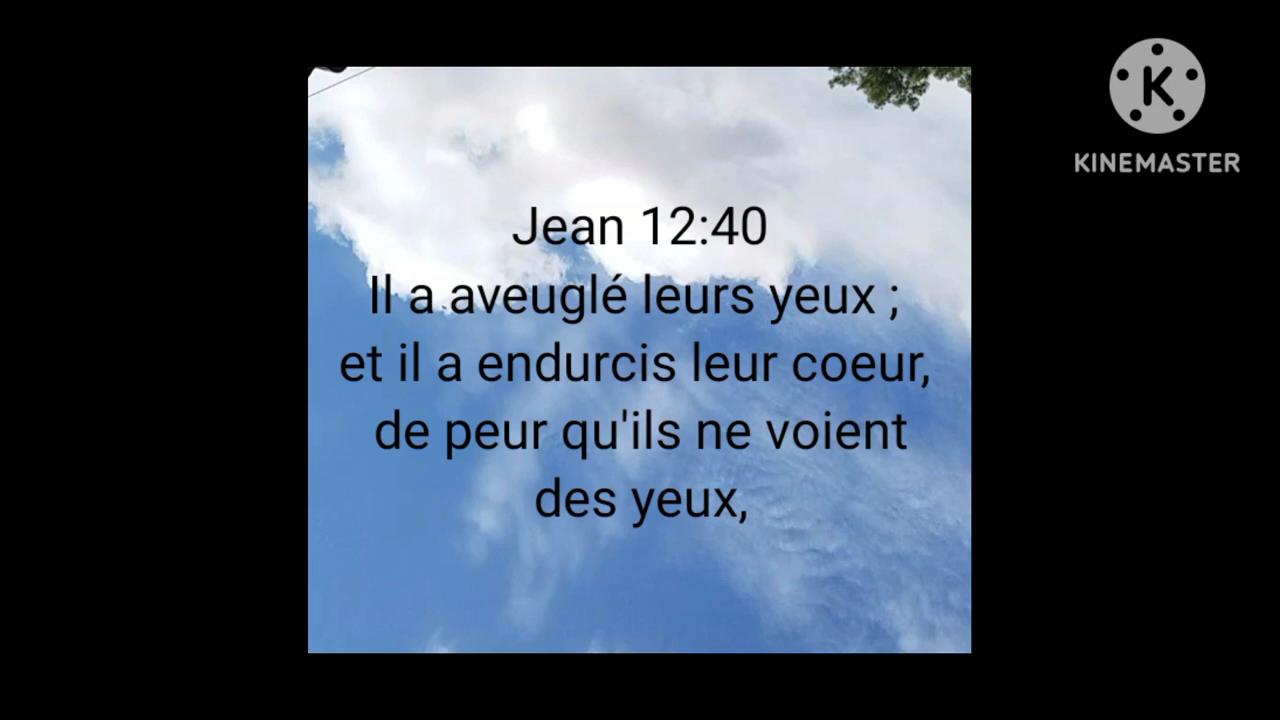 K
KINEMASTER
Jean 12:40
Il a aveuglé leurs yeux ;
et il a endurcis leur coeur,
de peur qu'ils ne voient
des yeux,